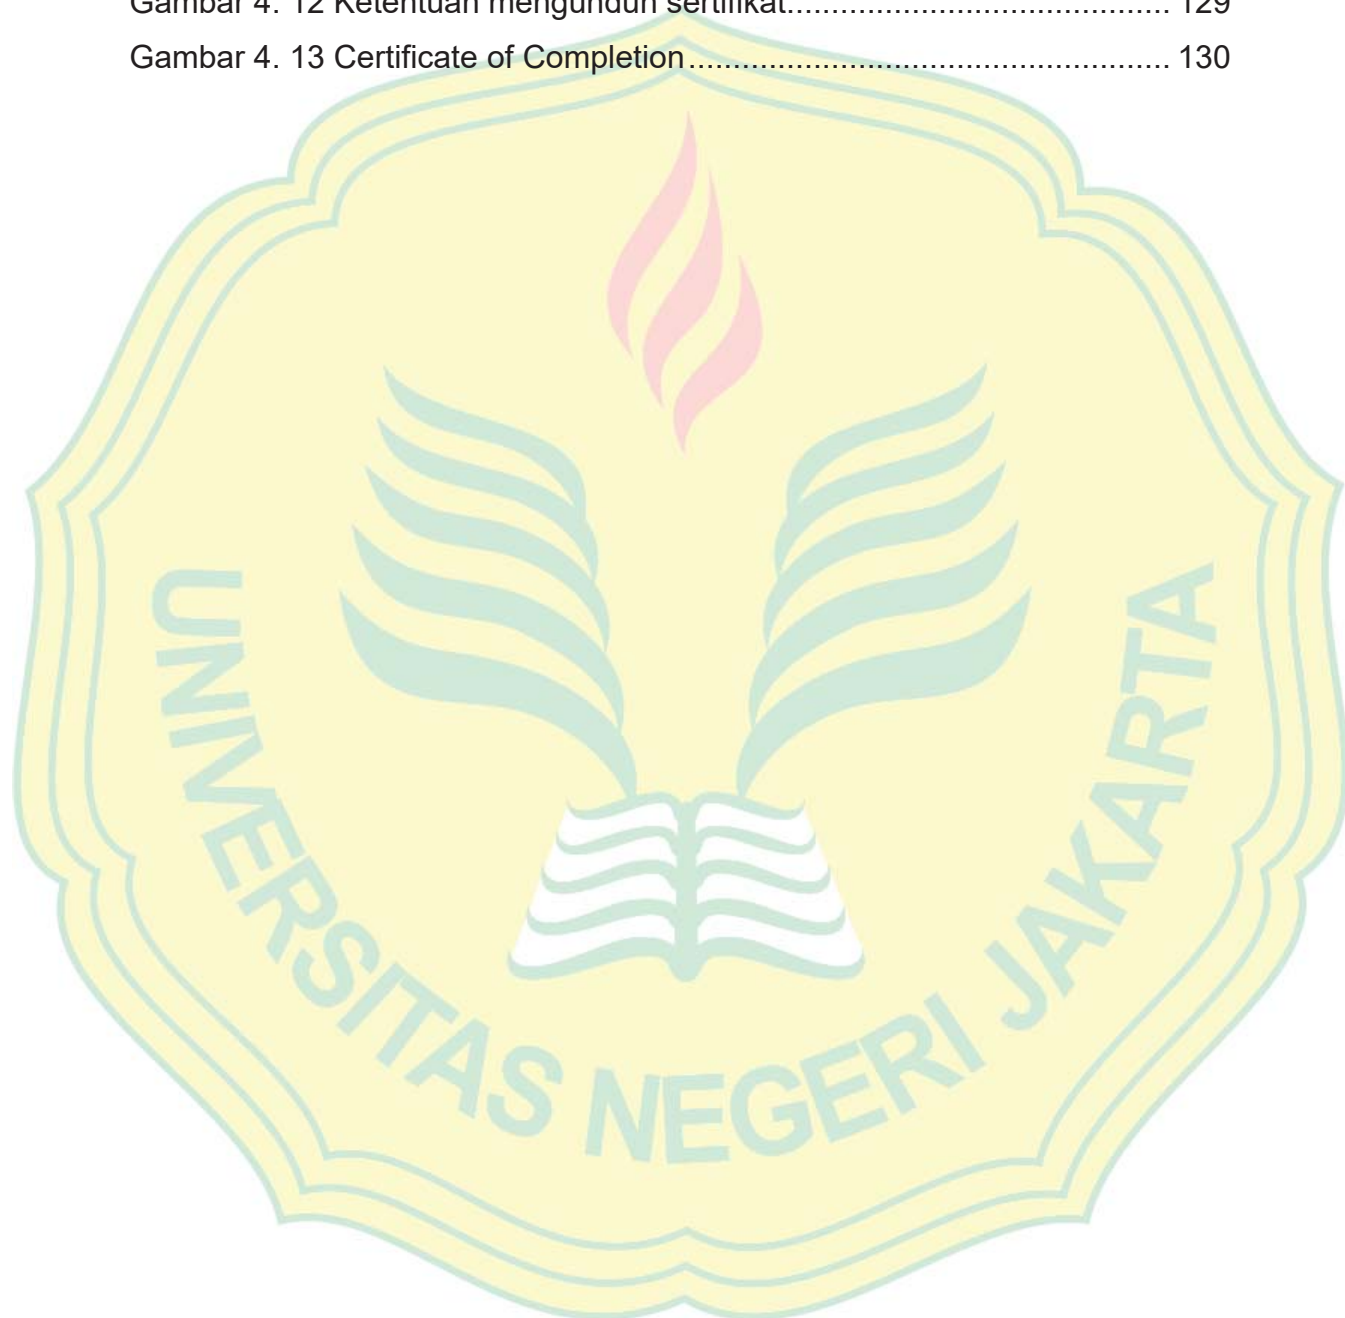 Gambar 4. 12 Ketentuan mengunduh sertifikat........................................... 129
Gambar 4. 13 Certificate of Completion...................................................... 130
UNIVERSITAS NEGERI JAKARTA